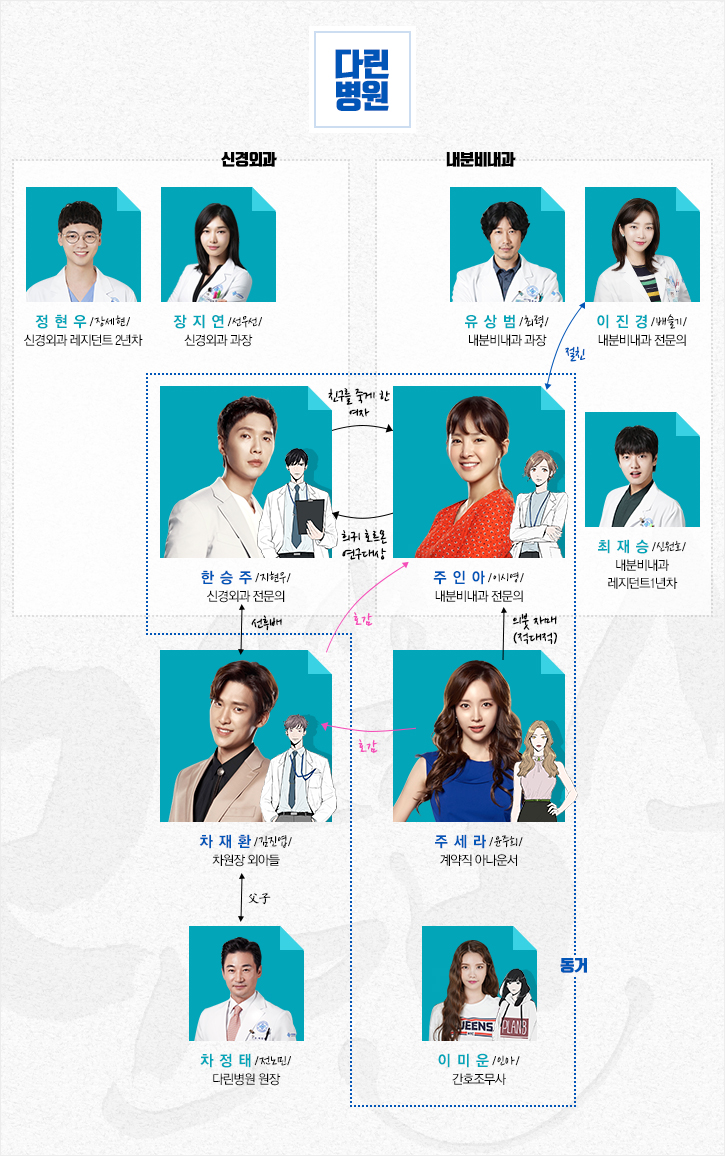 다린
병원
신경외과
내분비내과
정현우/장세현/
신경외과 레지던트 2년차
장지연/선우선/
신경외과 과장
유상범/최령/
내분비내과 과장
이진경/배슬기/
내분비내과 전문의
절친
친구를 죽게 한
여자
희귀 호르몬
연구대상
한승주/지현우/
신경외과 전문의
주인아/이시영/
내분비내과 전문의
최재승/신원호/
내분비내과
레지던트1년차
선후배
호감
의붓 자매
(적대적)
호감
차재환/김진엽/
차원장 외아들
주세라/윤주희/
계약직 아나운서
父子
동거
QUEENS
PLANB
차정태/전노민/
다린병원 원장
이미운/민아/
간호조무사